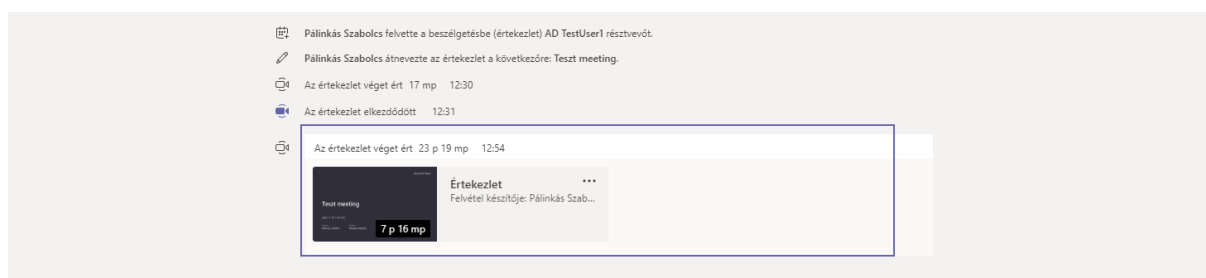 Pálinkás Szabolcs felvette a beszélgetésbe (értekezlet) AD TestUser1 résztvevőt.
Pálinkás Szabolcs átnevezte az értekezlet a következőre: Teszt meeting.
Az értekezlet véget ért 17 mp 12:30
Az értekezlet elkezdődött 12:31
Az értekezlet véget ért 23 p 19 mp 12:54
Értekezlet
Felvétel készítője: Pálinkás Szab...
Teszt meeting
7 p 16 mp